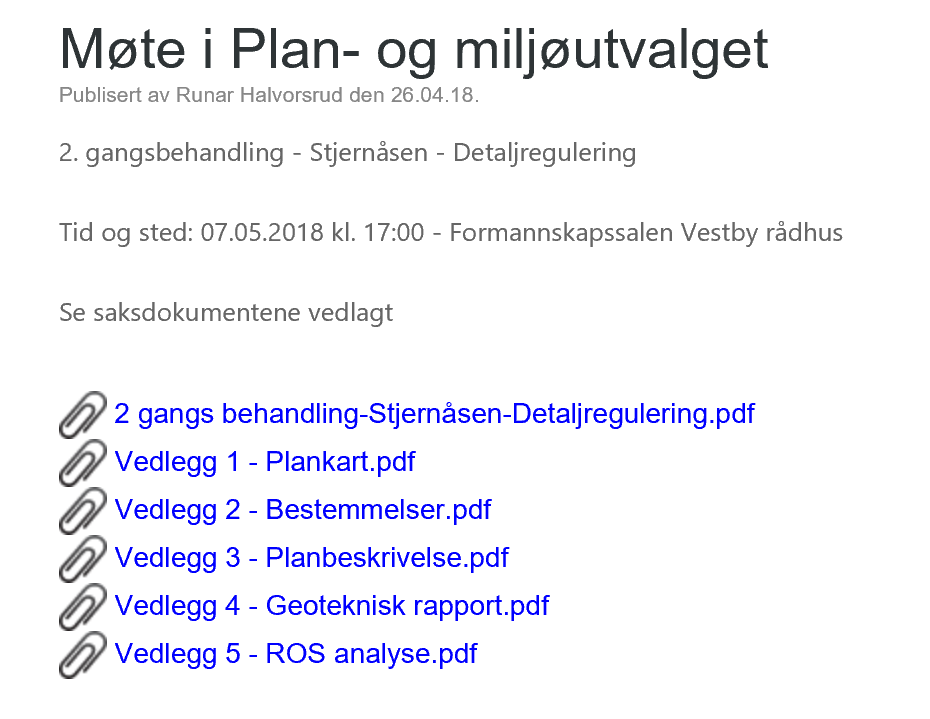 Møte i Plan- og miljøutvalget
Publisert av Runar Halvorsrud den 26.04.18.
2. gangsbehandling - Stjernåsen - Detaljregulering
Tid og sted: 07.05.2018 kl. 17:00 - Formannskapssalen Vestby rådhus
Se saksdokumentene vedlagt
2 gangs behandling-Stjernåsen-Detaljregulering.pdf
Vedlegg 1 - Plankart.pdf
Vedlegg 2 - Bestemmelser.pdf
Vedlegg 3 - Planbeskrivelse.pdf
Vedlegg 4 - Geoteknisk rapport.pdf
Vedlegg 5 - ROS analyse.pdf